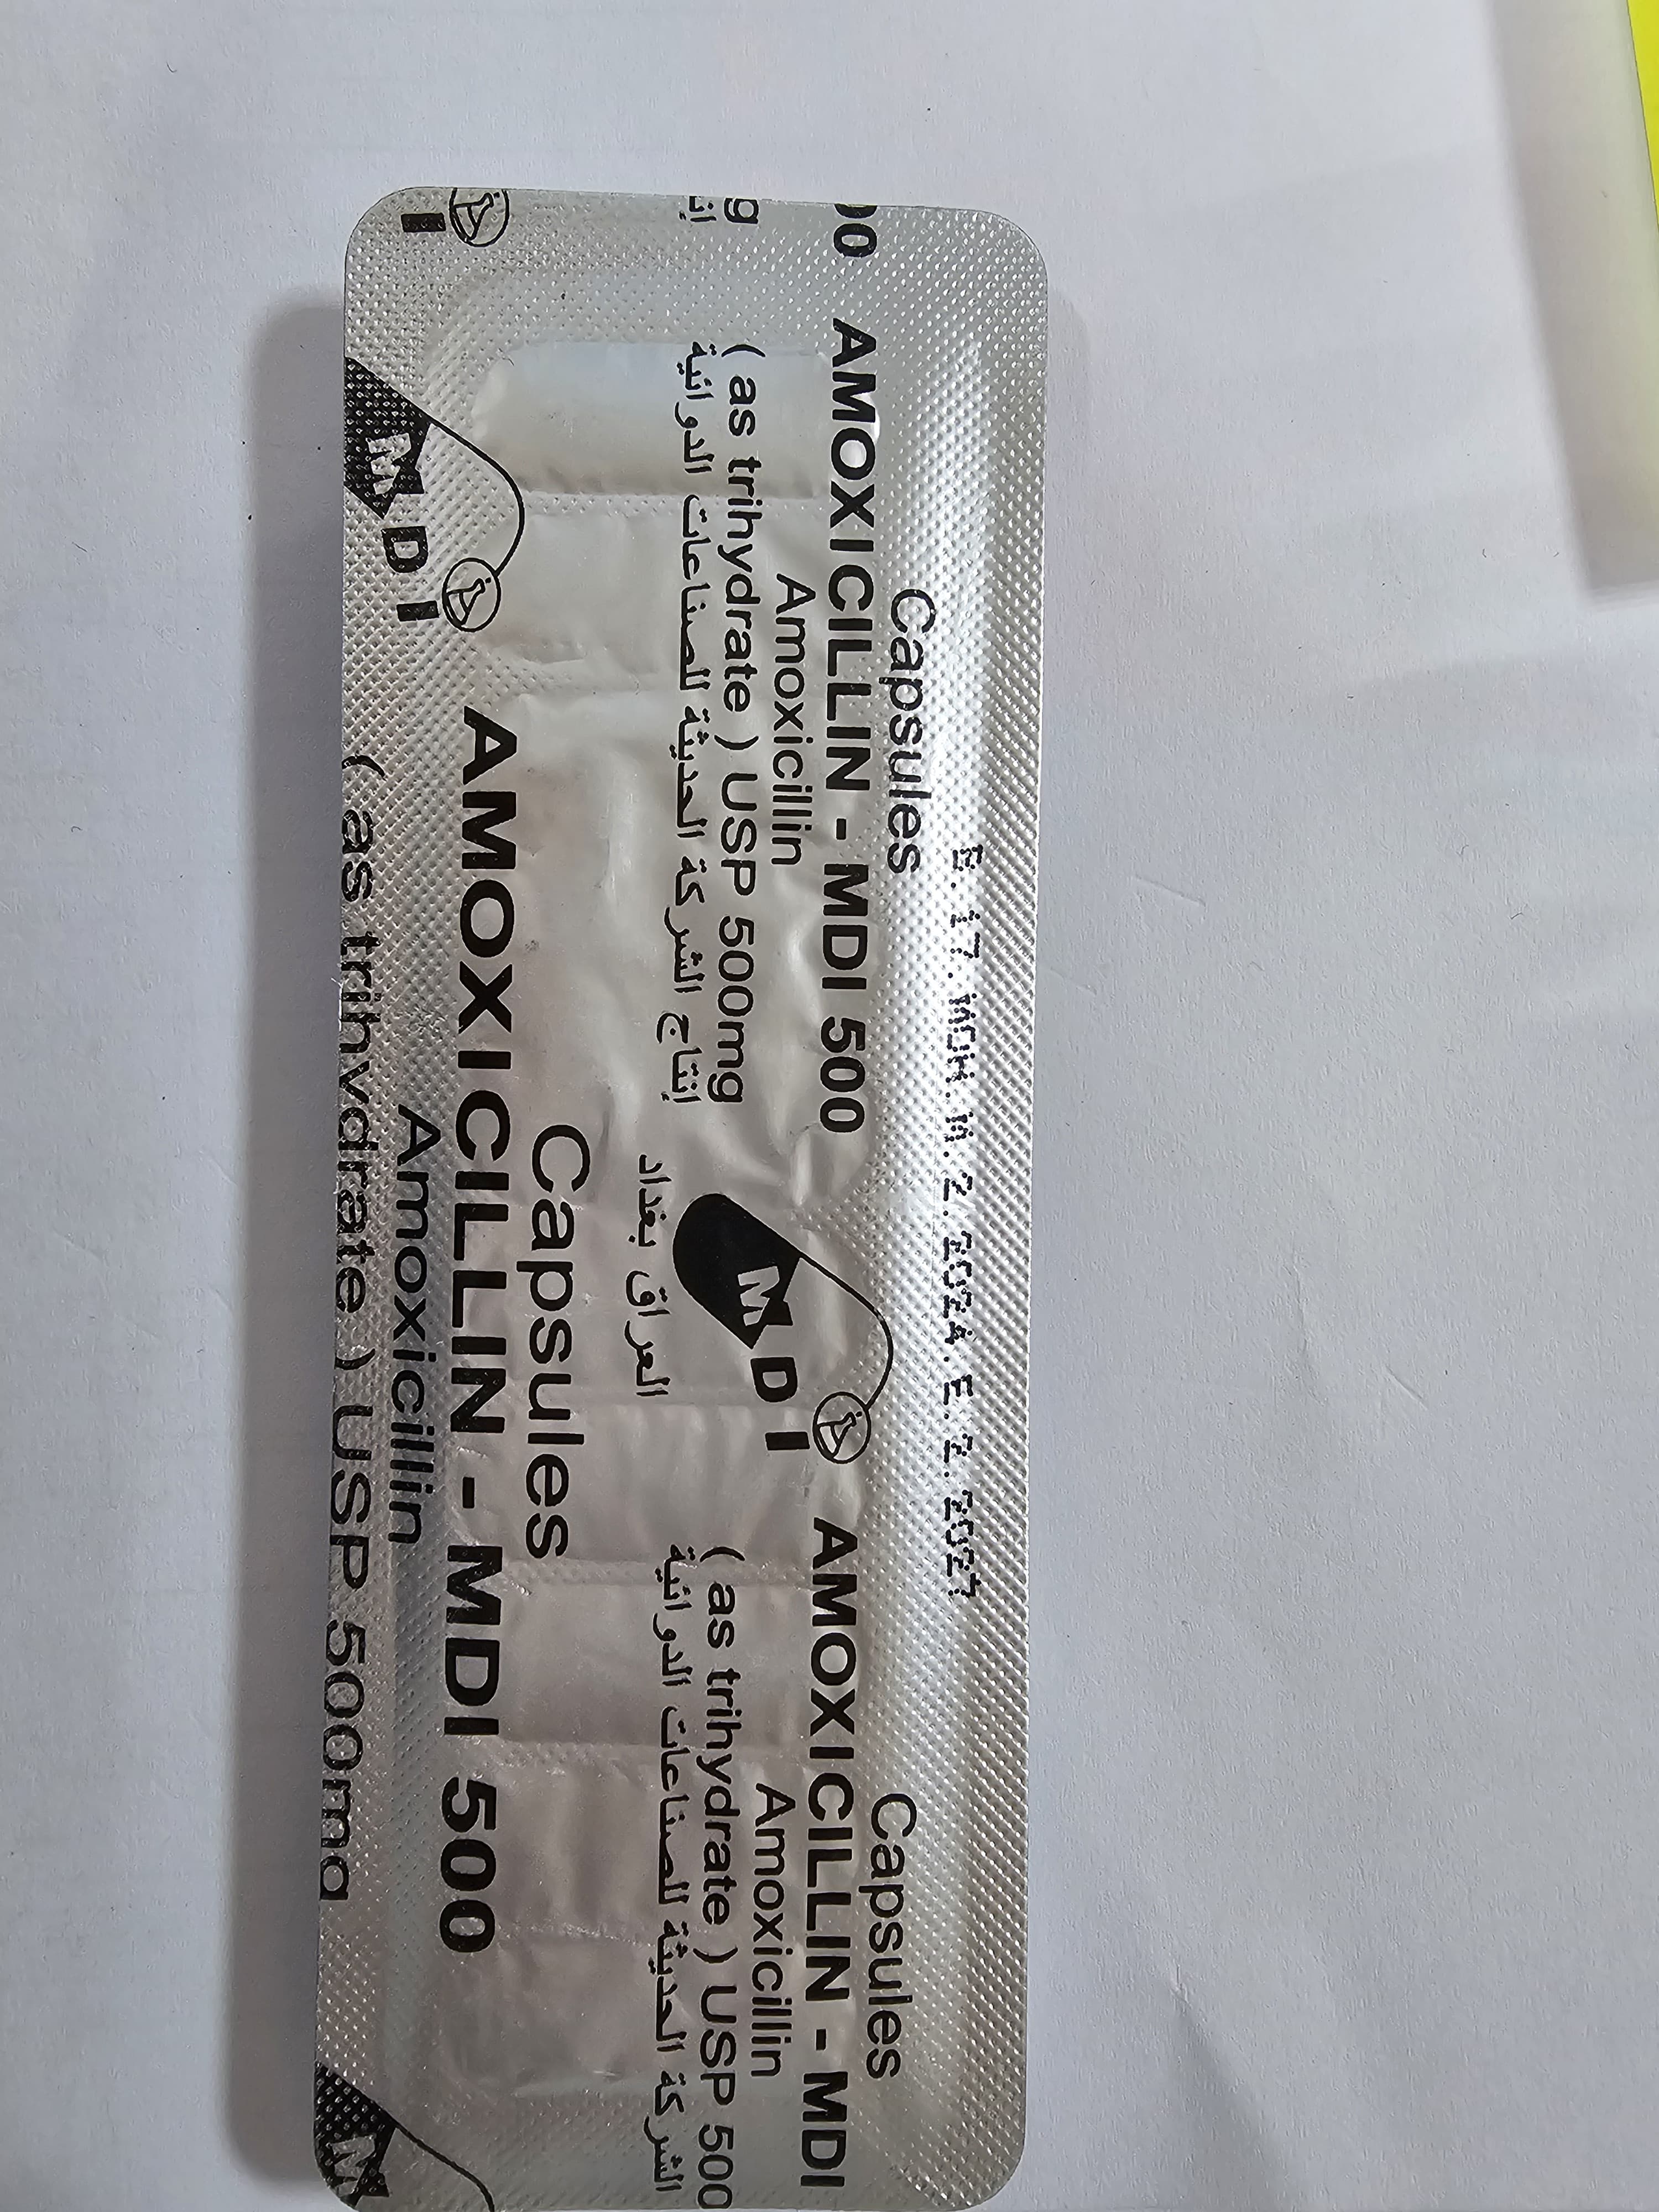 B.17.MOH.M.2.2024.E.2.2027
Capsules
AMOXICILLIN - MDI 500
Amoxicillin
( as trihydrate ) USP 500mg
إنتاج الشركة الحديثة للصناعات الدوائية
العراق بغداد
MDI
Capsules
AMOXICILLIN - MDI
Amoxicillin
( as trihydrate ) USP 500
الشركة الحديثة للصناعات الدوائية
00
g
I
MDI
Capsules
AMOXICILLIN - MDI 500
Amoxicillin
( as trihydrate ) USP 500mg
M